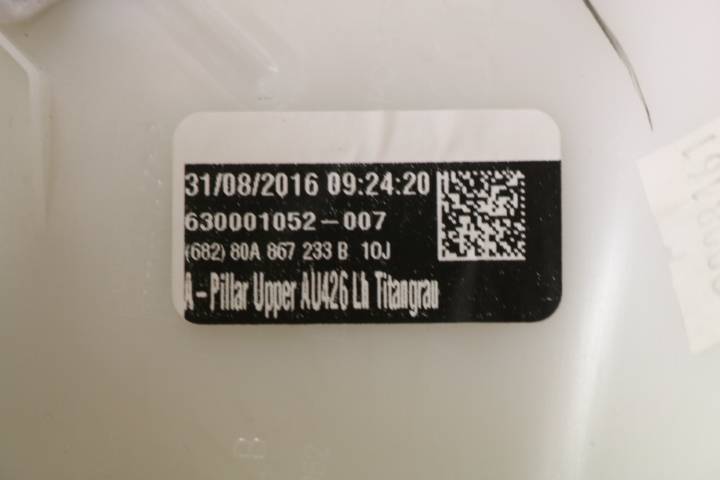 31/08/2016 09:24:20
630001052-007
(682) 80A 867 233 B 10J
A - Pillar Upper AU426 Lh Titangrau
B